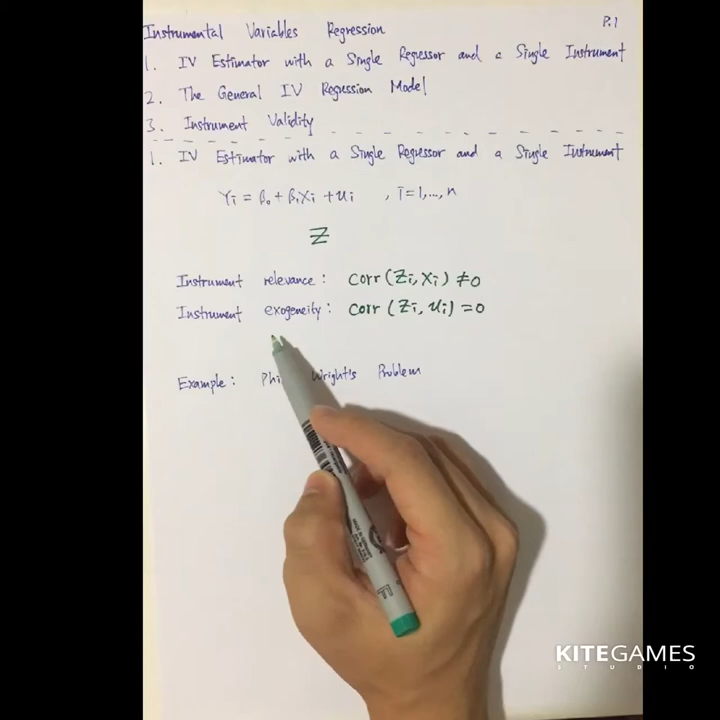 Instrumental Variables Regression P.1
1. IV Estimator with a Single Regressor and a Single Instrument
2. The General IV Regression Model
3. Instrument Validity
1. IV Estimator with a Single Regressor and a Single Instrument
Yi = β0 + β1Xi + ui , i=1,...,n
Z
Instrument relevance: corr(Zi, Xi) ≠0
Instrument exogeneity: corr(Zi, ui) =0
Example: Wright's Problem
KITEGAMES
STUDIO